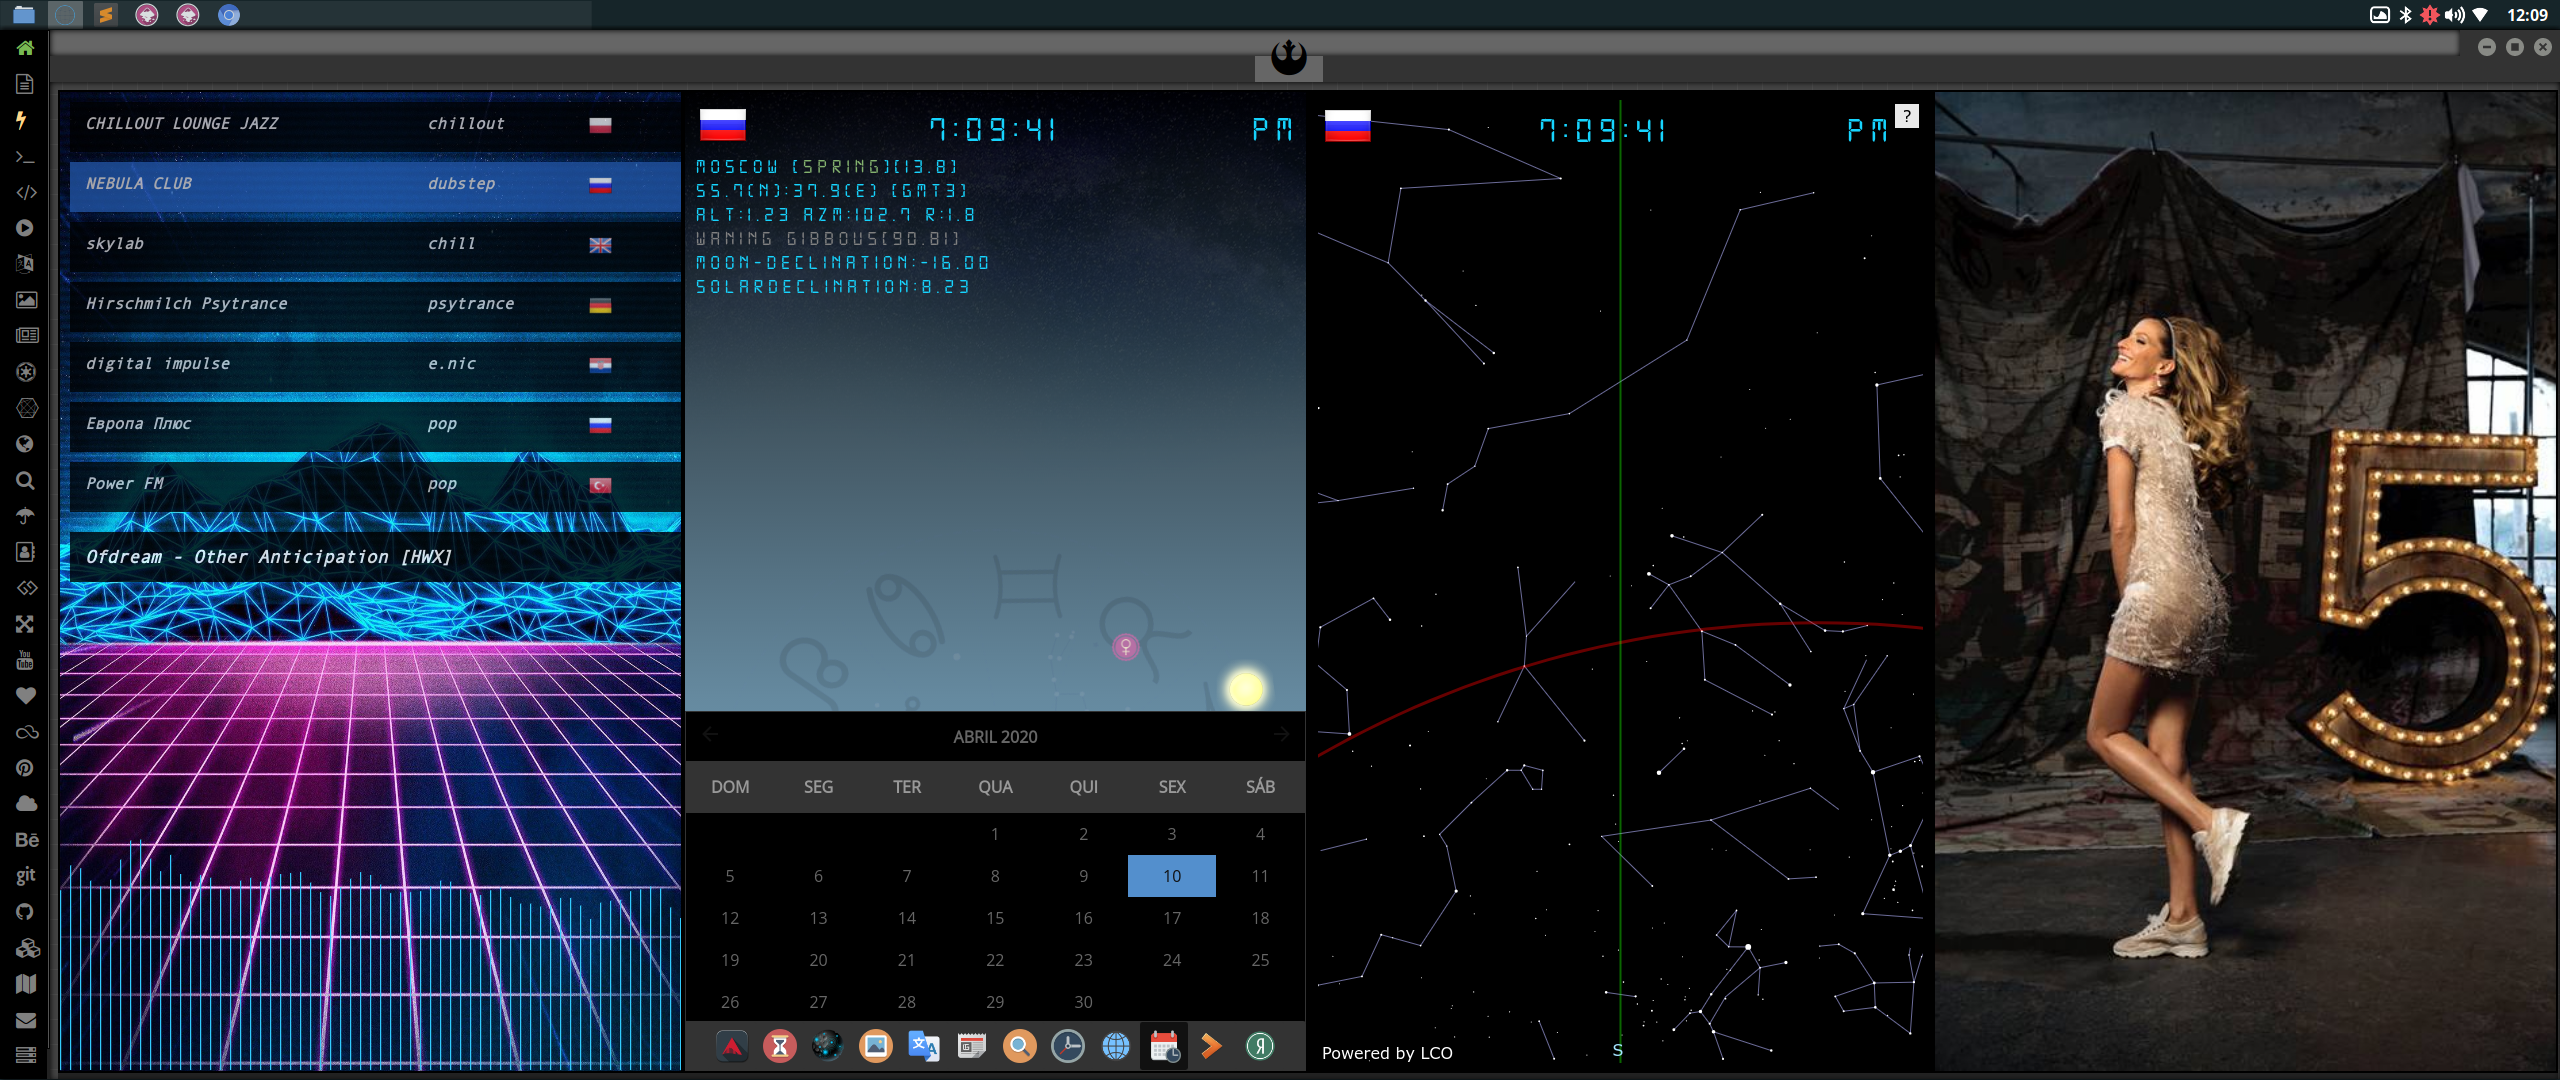 12:09
CHILLOUT LOUNGE JAZZ chillout
NEBULA CLUB dubstep
skylab chill
Hirschmilch Psytrance psytrance
digital impulse e.nic
Европа Плюс pop
Power FM pop
Ofdream - Other Anticipation [HWX]
7:09:41 PM
MOSCOW [SPRING][13.8]
55.7(N):37.9(E) [GMT3]
ALT:1.23 AZM:102.7 R:1.8
WANING GIBBOUS[90.81]
MOON-DECLINATION:-16.00
SOLARDECLINATION:8.23
ABRIL 2020
DOM SEG TER QUA QUI SEX SÁB
1 2 3 4
5 6 7 8 9 10 11
12 13 14 15 16 17 18
19 20 21 22 23 24 25
26 27 28 29 30
7:09:41 PM
?
S
Powered by LCO
5
You
Tube
Bē
git
文A
Я